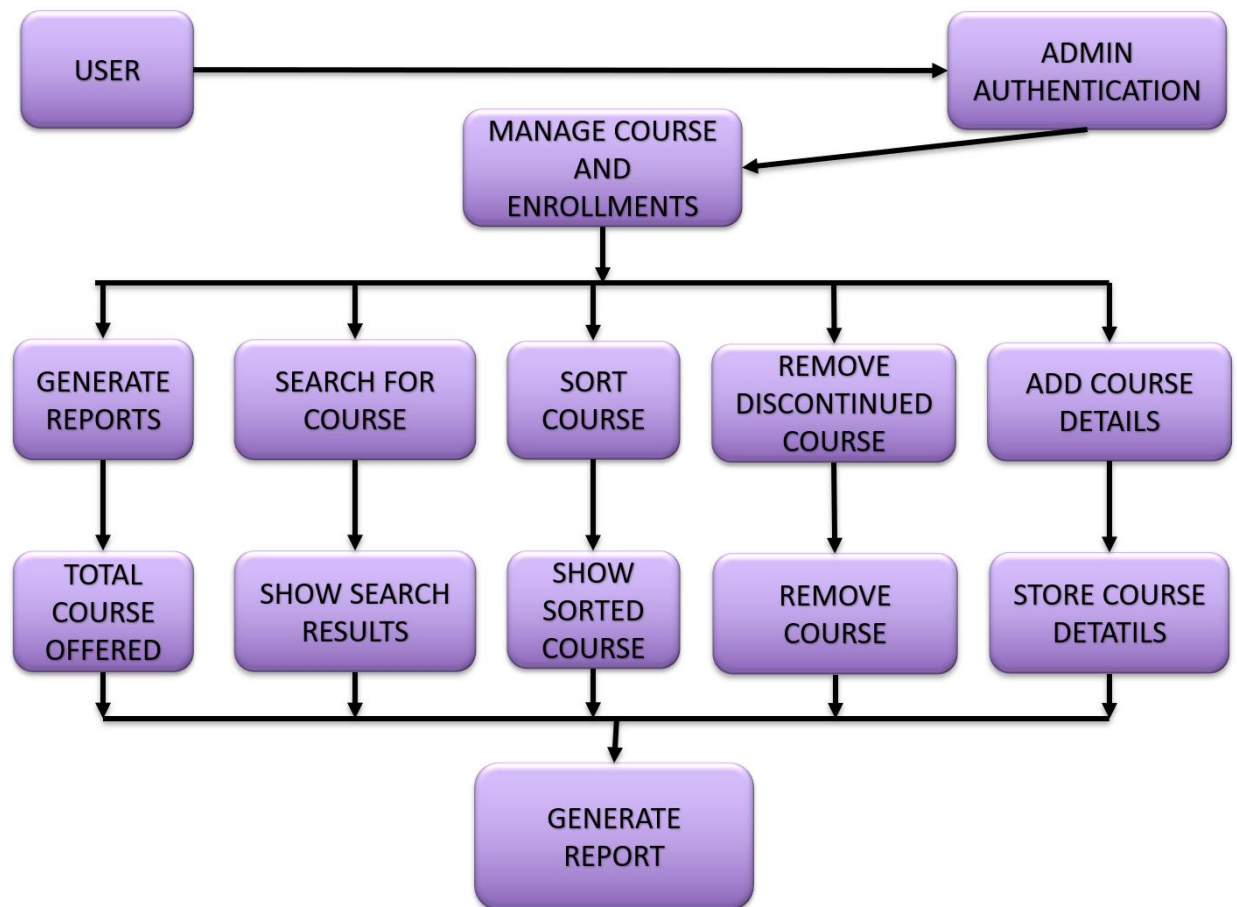 USER
ADMIN
AUTHENTICATION
MANAGE COURSE
AND
ENROLLMENTS
GENERATE
REPORTS
SEARCH FOR
COURSE
SORT
COURSE
REMOVE
DISCONTINUED
COURSE
ADD COURSE
DETAILS
TOTAL
COURSE
OFFERED
SHOW SEARCH
RESULTS
SHOW
SORTED
COURSE
REMOVE
COURSE
STORE COURSE
DETATILS
GENERATE
REPORT